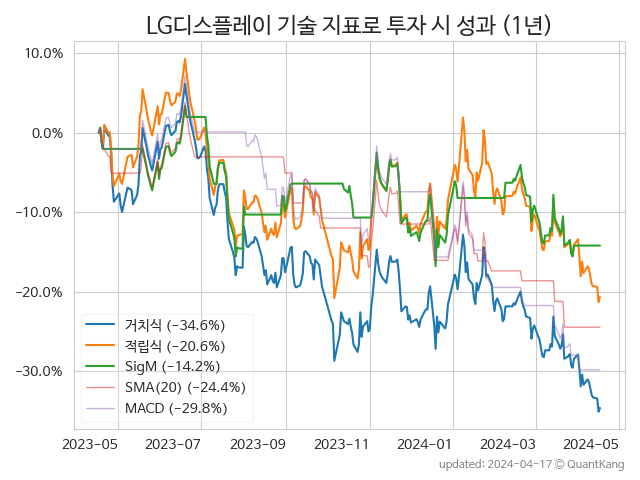 LG디스플레이 기술 지표로 투자 시 성과 (1년)
10.0%
0.0%
−10.0%
−20.0%
−30.0%
거치식 (−34.6%)
적립식 (−20.6%)
SigM (−14.2%)
SMA(20) (−24.4%)
MACD (−29.8%)
2023-05 2023-07 2023-09 2023-11 2024-01 2024-03 2024-05
updated: 2024-04-17 © QuantKang